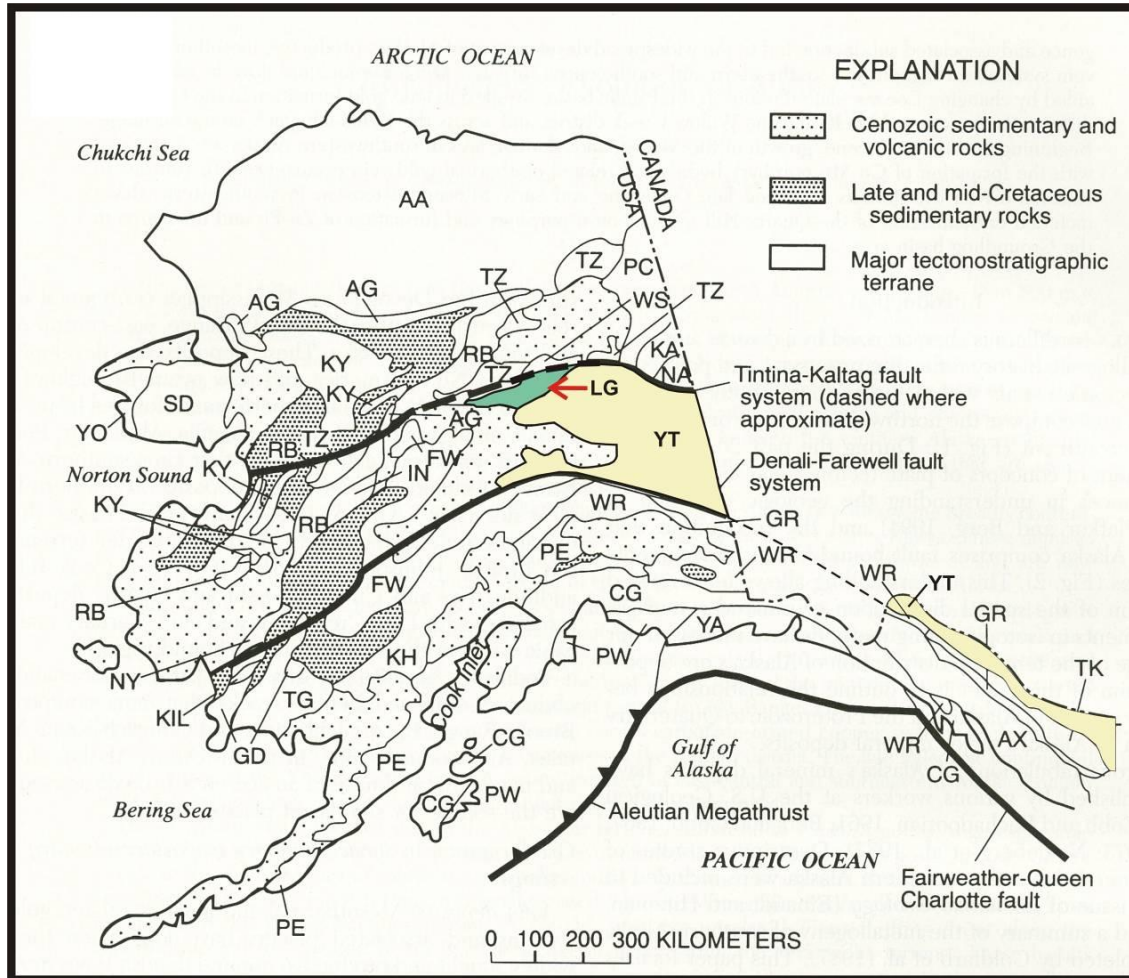 ARCTIC OCEAN
EXPLANATION
Cenozoic sedimentary and
volcanic rocks
Late and mid-Cretaceous
sedimentary rocks
Major tectonostratigraphic
terrane
Chukchi Sea
CANADA
USA
AA
TZ
PC
TZ
AG
AG
WS
TZ
RB
KY
TZ
KA
NA
Tintina-Kaltag fault
system (dashed where
approximate)
KY
LG
SD
AG
YO
RB
TZ
FW
YT
KY
IN
Norton Sound
Denali-Farewell fault
system
KY
WR
RB
GR
PE
WR
WR
YT
FW
CG
GR
RB
YA
KH
PW
TK
NY
Cook Inlet
TG
KIL
CG
WR
AX
GD
PE
Gulf of
Alaska
CG
PW
CG
Bering Sea
Aleutian Megathrust
PACIFIC OCEAN
Fairweather-Queen
Charlotte fault
PE
0 100 200 300 KILOMETERS